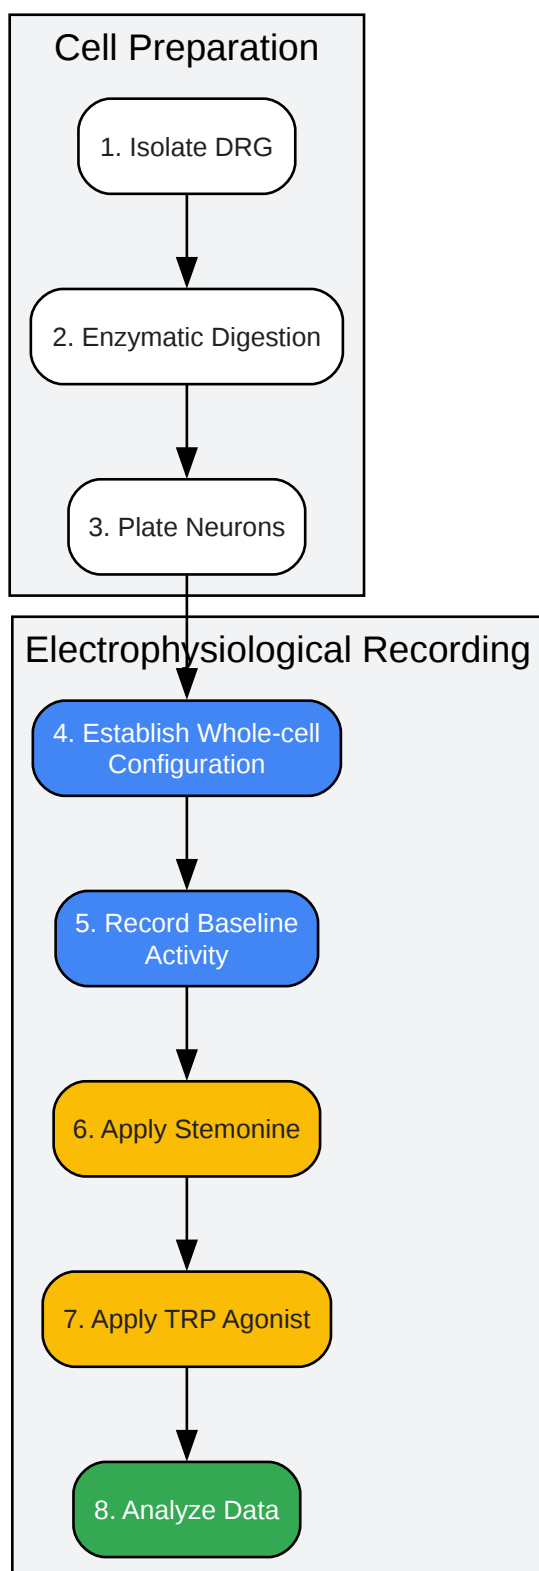 Cell Preparation
1. Isolate DRG
2. Enzymatic Digestion
3. Plate Neurons
Electrophysiological Recording
4. Establish Whole-cell
Configuration
5. Record Baseline
Activity
6. Apply Stemonine
7. Apply TRP Agonist
8. Analyze Data